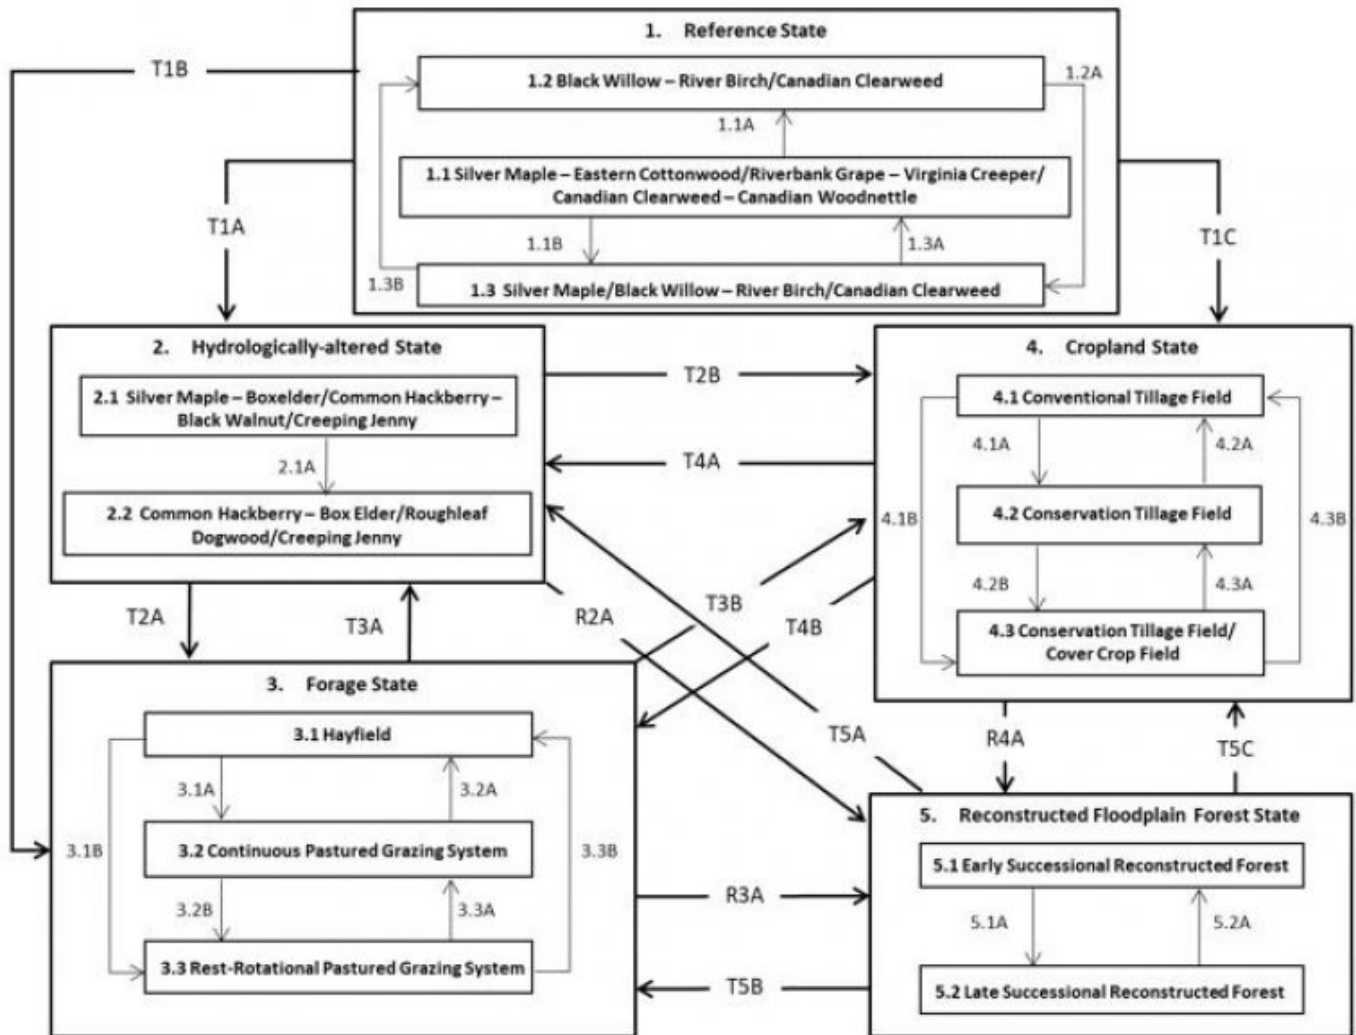 1. Reference State
T1B
1.2 Black Willow – River Birch/Canadian Clearweed
1.2A
1.1A
1.1 Silver Maple – Eastern Cottonwood/Riverbank Grape – Virginia Creeper/
Canadian Clearweed – Canadian Woodnettle
T1A
1.1B
1.3A
T1C
1.3B
1.3 Silver Maple/Black Willow – River Birch/Canadian Clearweed
2. Hydrologically-altered State
2.1 Silver Maple – Boxelder/Common Hackberry –
Black Walnut/Creeping Jenny
2.1A
2.2 Common Hackberry – Box Elder/Roughleaf
Dogwood/Creeping Jenny
T2B
T4A
4. Cropland State
4.1 Conventional Tillage Field
4.1A
4.2A
4.1B
4.2 Conservation Tillage Field
4.3B
4.2B
4.3A
4.3 Conservation Tillage Field/
Cover Crop Field
T2A
T3A
R2A
T3B
T4B
T5A
R4A
T5C
3. Forage State
3.1 Hayfield
3.1A
3.2A
3.1B
3.2 Continuous Pastured Grazing System
3.3B
3.2B
3.3A
3.3 Rest-Rotational Pastured Grazing System
R3A
T5B
5. Reconstructed Floodplain Forest State
5.1 Early Successional Reconstructed Forest
5.1A
5.2A
5.2 Late Successional Reconstructed Forest